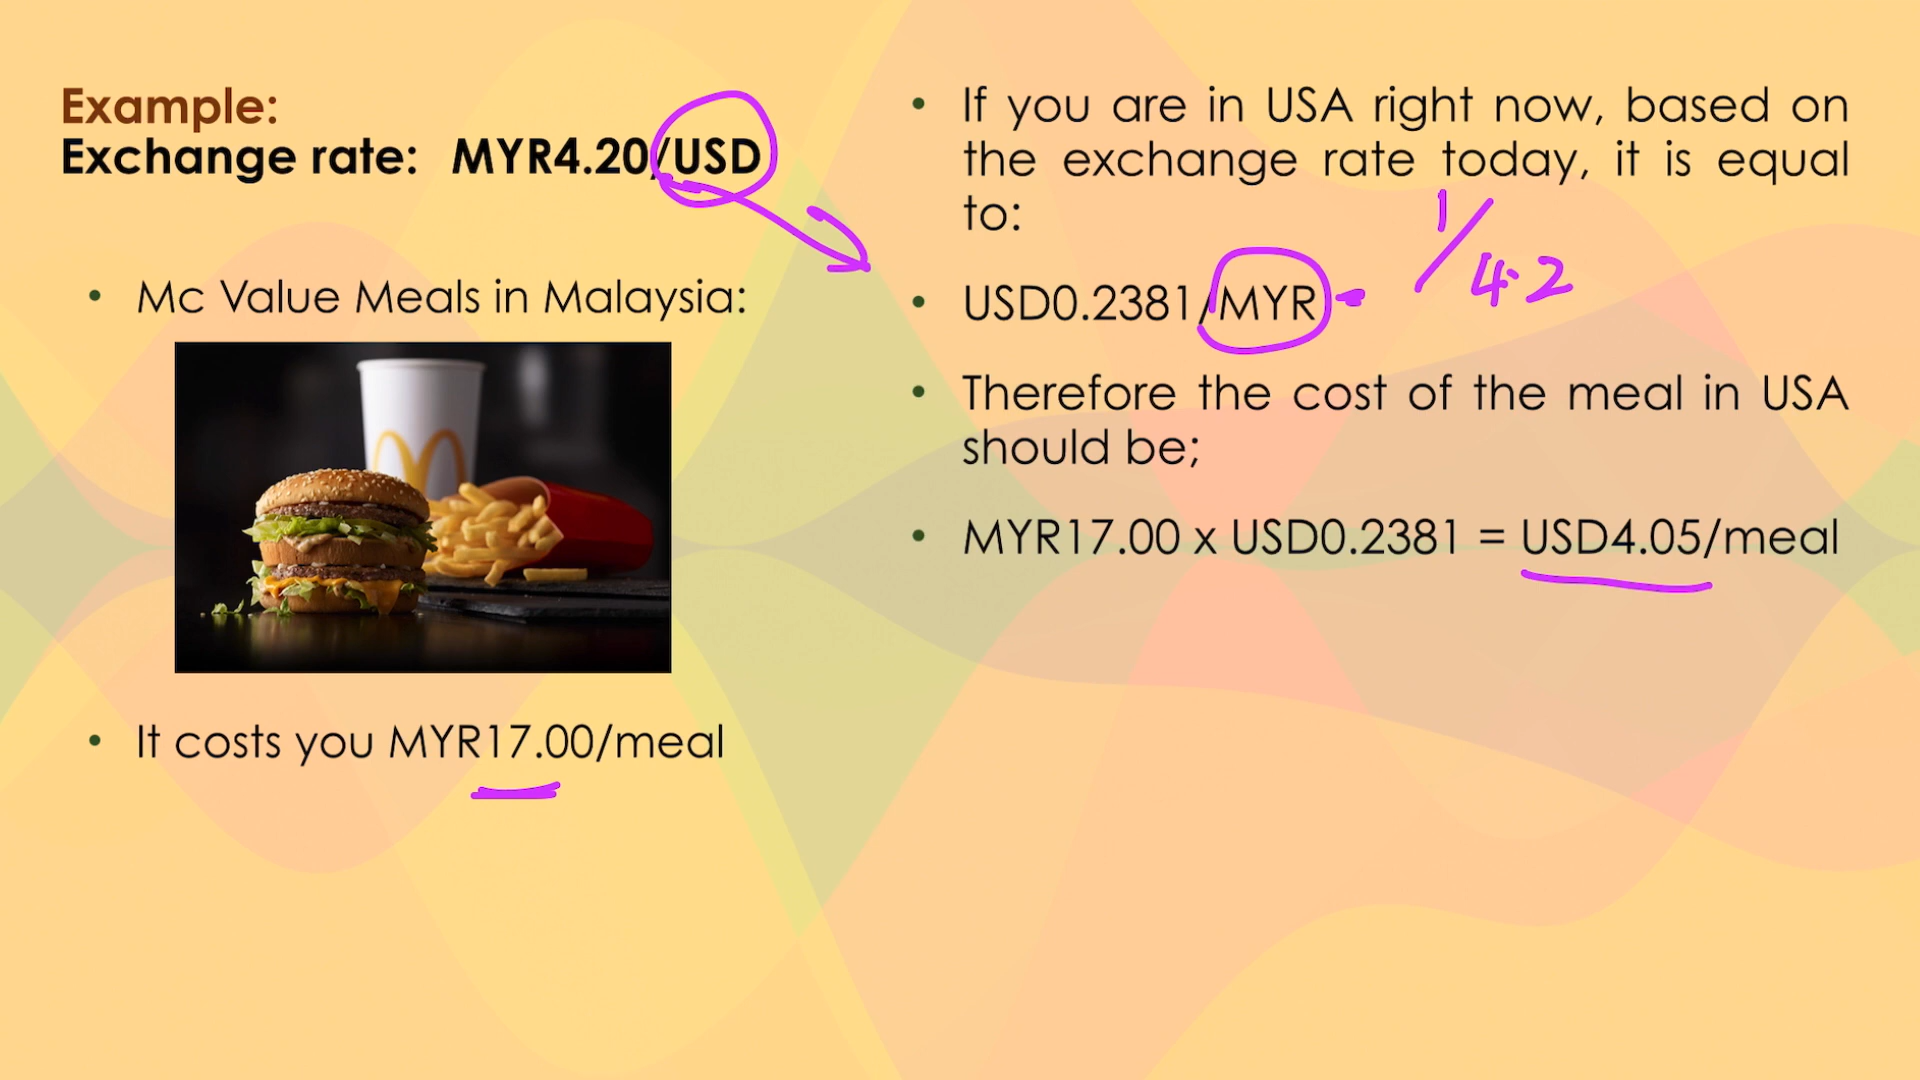 Example:
Exchange rate: MYR4.20/USD
• Mc Value Meals in Malaysia:
• It costs you MYR17.00/meal
• If you are in USA right now, based on
the exchange rate today, it is equal
to:
1/4.2
• USD0.2381/MYR
• Therefore the cost of the meal in USA
should be;
• MYR17.00 x USD0.2381 = USD4.05/meal